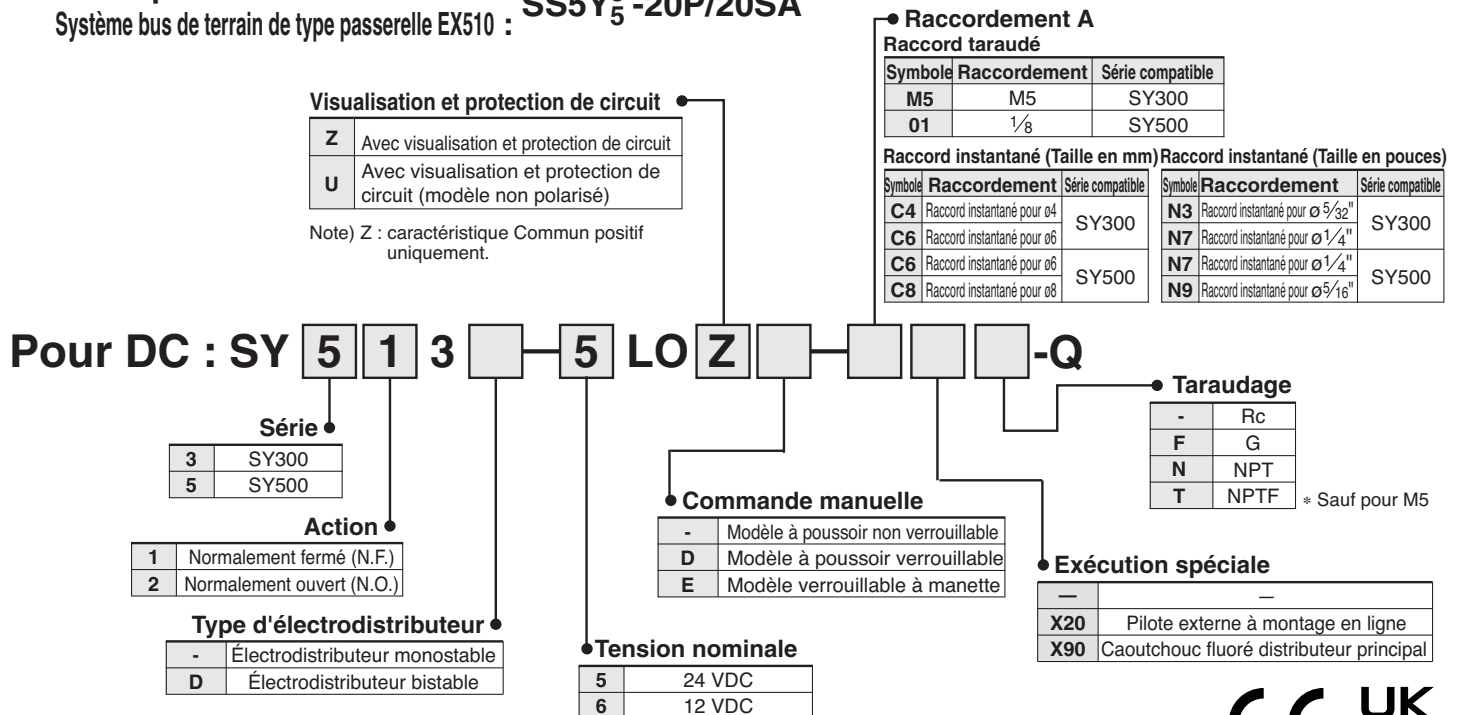 Système bus de terrain de type passerelle EX510 : SS5Y 5 -20P/20SA
Raccordement A
Raccord taraudé
Symbole Raccordement Série compatible
M5 M5 SY300
01 1/8 SY500
Visualisation et protection de circuit
Z Avec visualisation et protection de circuit
U Avec visualisation et protection de
circuit (modèle non polarisé)
Note) Z : caractéristique Commun positif
uniquement.
Raccord instantané (Taille en mm)
Symbole Raccordement Série compatible
C4 Raccord instantané pour ø4 SY300
C6 Raccord instantané pour ø6
C6 Raccord instantané pour ø6 SY500
C8 Raccord instantané pour ø8
Raccord instantané (Taille en pouces)
Symbole Raccordement Série compatible
N3 Raccord instantané pour ø 5/32" SY300
N7 Raccord instantané pour ø1/4"
N7 Raccord instantané pour ø1/4" SY500
N9 Raccord instantané pour ø5/16"
Pour DC : SY 5 1 3 — 5 LO Z — -Q
Série
3 SY300
5 SY500
Action
1 Normalement fermé (N.F.)
2 Normalement ouvert (N.O.)
Type d'électrodistributeur
- Électrodistributeur monostable
D Électrodistributeur bistable
Tension nominale
5 24 VDC
6 12 VDC
Commande manuelle
- Modèle à poussoir non verrouillable
D Modèle à poussoir verrouillable
E Modèle verrouillable à manette
Taraudage
- Rc
F G
N NPT
T NPTF
* Sauf pour M5
Exécution spéciale
— —
X20 Pilote externe à montage en ligne
X90 Caoutchouc fluoré distributeur principal
CE UK